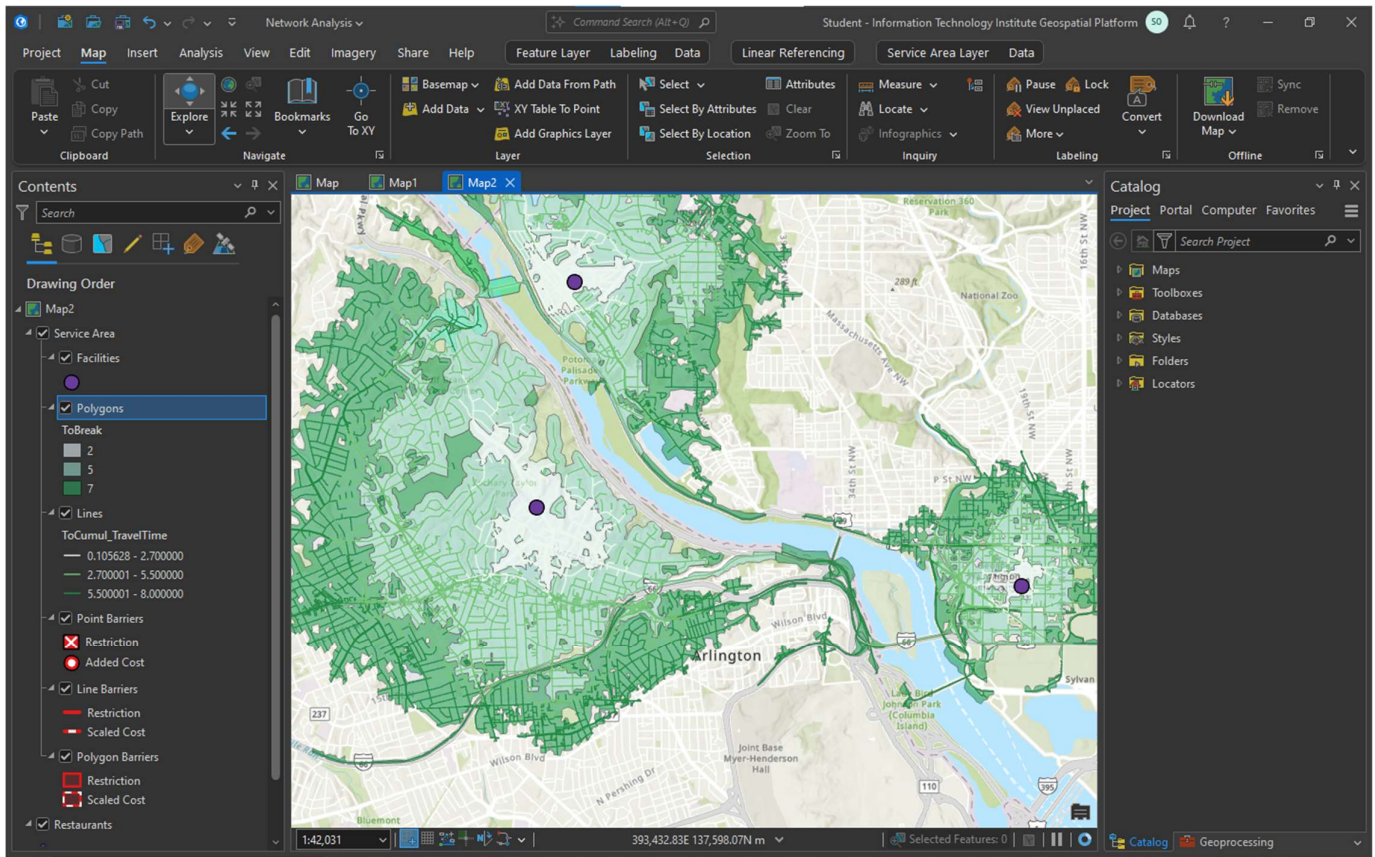 Network Analysis
Command Search (Alt+Q)
Student - Information Technology Institute Geospatial Platform
SO
?
Project Map Insert Analysis View Edit Imagery Share Help Feature Layer Labeling Data Linear Referencing Service Area Layer Data
Paste
Cut
Copy
Copy Path
Clipboard
Explore
Bookmarks
Go
To XY
Navigate
Basemap
Add Data
Add Data From Path
XY Table To Point
Add Graphics Layer
Layer
Select
Select By Attributes
Select By Location
Attributes
Clear
Zoom To
Selection
Measure
Locate
Infographics
Inquiry
Pause
Lock
View Unplaced
More
Convert
Labeling
Download
Map
Sync
Remove
Offline
Contents
Search
Drawing Order
Map2
Service Area
Facilities
Polygons
ToBreak
2
5
7
Lines
ToCumul_TravelTime
0.105628 - 2.700000
2.700001 - 5.500000
5.500001 - 8.000000
Point Barriers
Restriction
Added Cost
Line Barriers
Restriction
Scaled Cost
Polygon Barriers
Restriction
Scaled Cost
Restaurants
Map Map1 Map2
Reservation 360
Park
16th St NW
289 ft
National Zoo
Massachusetts Ave NW
Palisade
Parkway
19th St NW
34th St NW
P St NW
29
66
Wilson Blvd
Arlington
66
Lady Bird
Johnson Park
(Columbia
Island)
Sylvan
237
66
Wilson Blvd
Joint Base
Myer-Henderson
Hall
N Pershing Dr
110
395
Bluemont
1:42,031
393,432.83E 137,598.07N m
Selected Features: 0
Catalog
Project Portal Computer Favorites
Search Project
Maps
Toolboxes
Databases
Styles
Folders
Locators
Catalog Geoprocessing